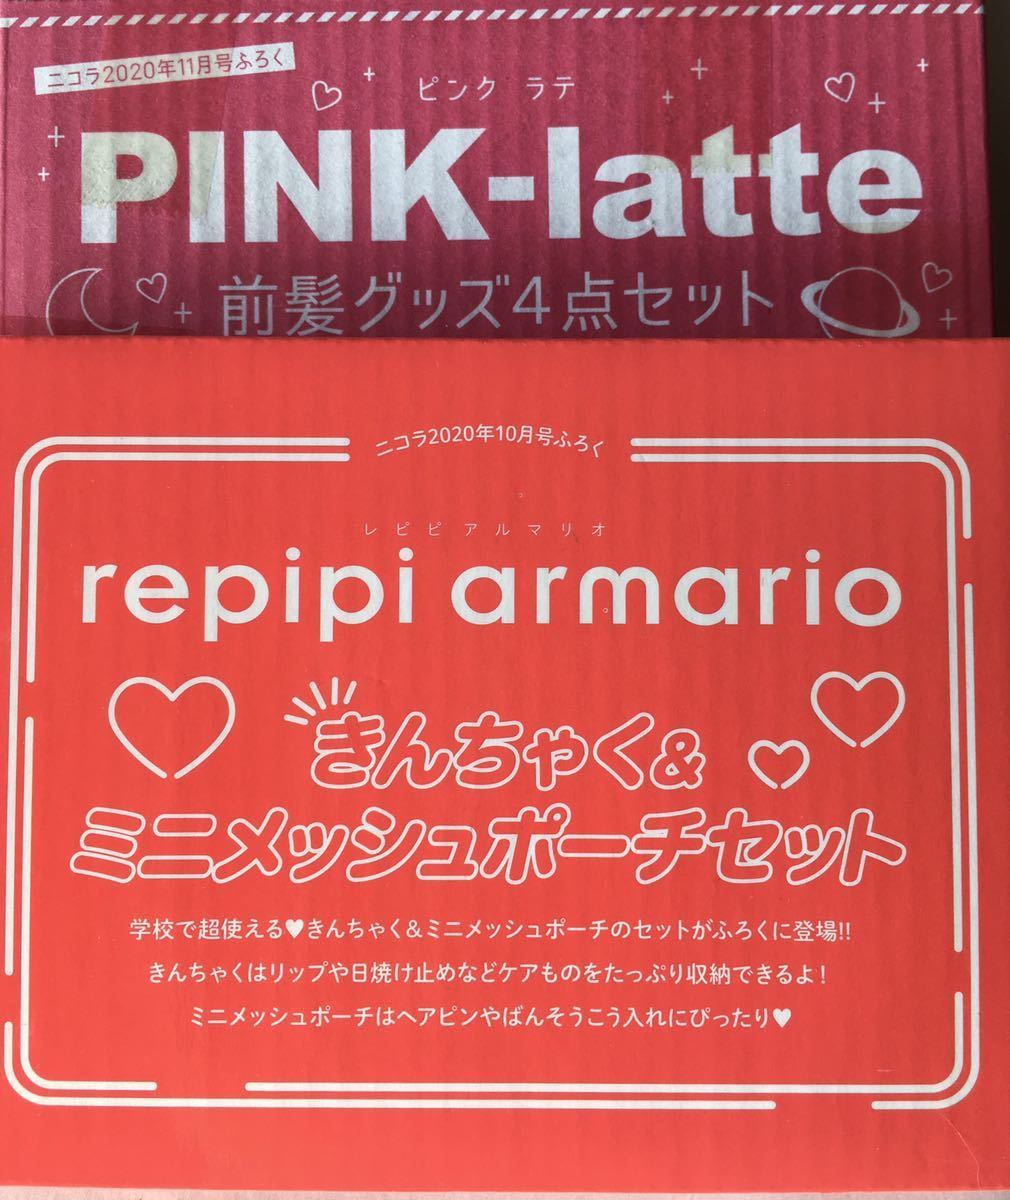 ニコラ2020年11月号ふろく
ピンク ラテ
PINK-latte
前髪グッズ4点セット
ニコラ2020年10月号ふろく
レピピアルマリオ
repipi armario
きんちゃく&
ミニメッシュポーチセット
学校で超使える♥きんちゃく&ミニメッシュポーチのセットがふろくに登場!!
きんちゃくはリップや日焼け止めなどケアものをたっぷり収納できるよ!
ミニメッシュポーチはヘアピンやばんそうこう入れにぴったり♥